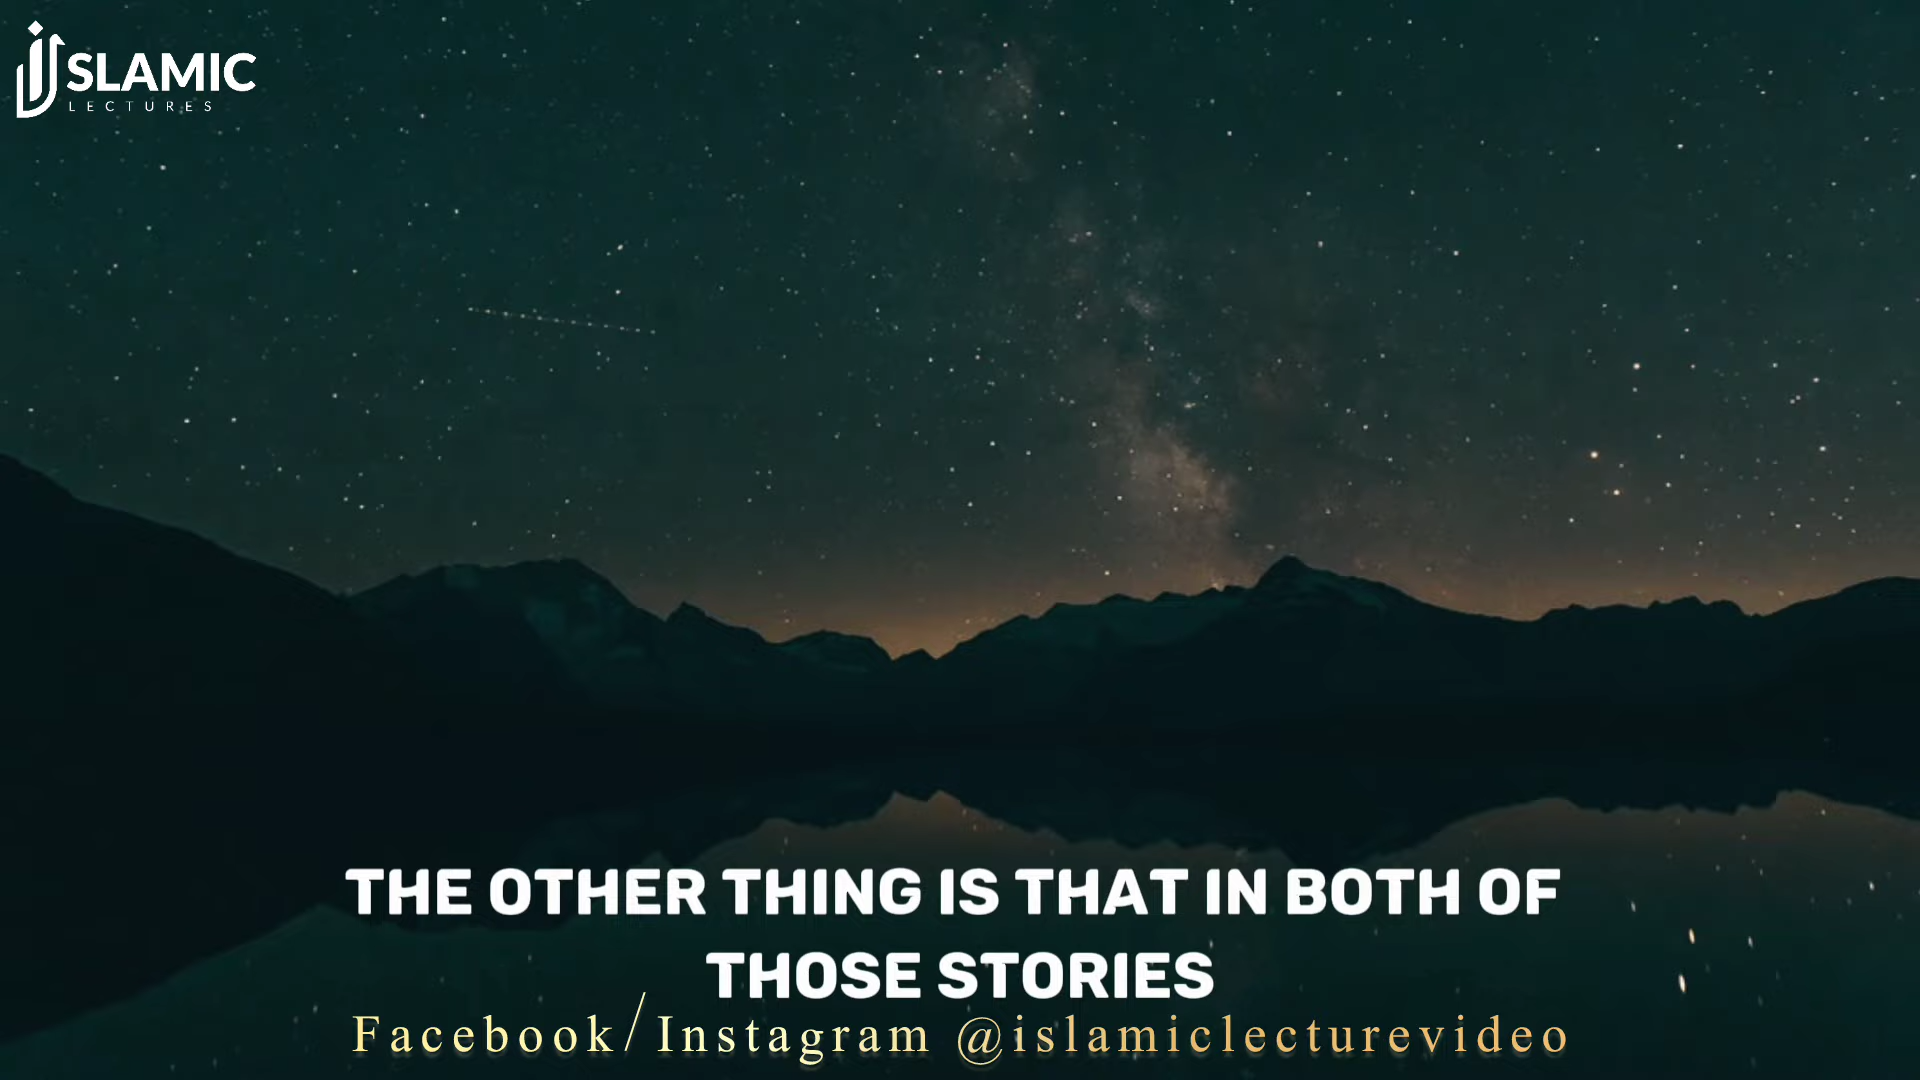 iSLAMIC
LECTURES
THE OTHER THING IS THAT IN BOTH OF
THOSE STORIES
Facebook/Instagram @islamiclecturevideo